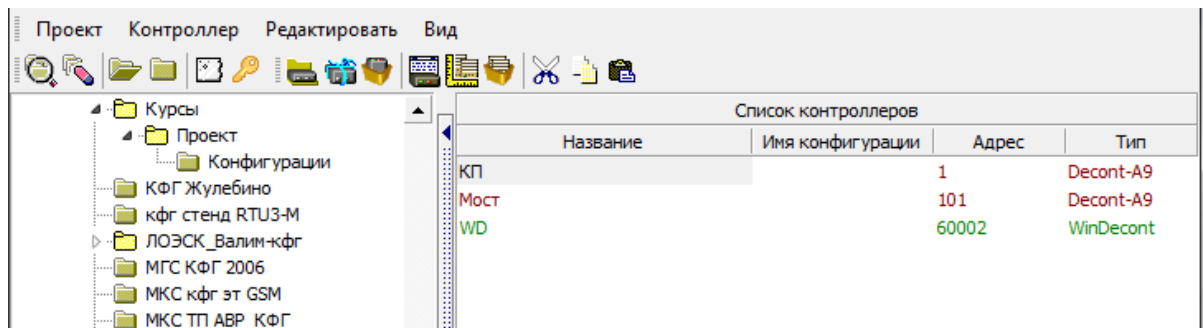 Проект Контроллер Редактировать Вид
Курсы
Проект
Конфигурации
КФГ Жулебино
кфг стенд RTU3-M
ЛОЭСК_Валим-кфг
МГС КФГ 2006
МКС кфг эт GSM
МКС ТП АВР_КФГ
Список контроллеров
Название Имя конфигурации Адрес Тип
КП 1 Decont-A9
Мост 101 Decont-A9
WD 60002 WinDecont